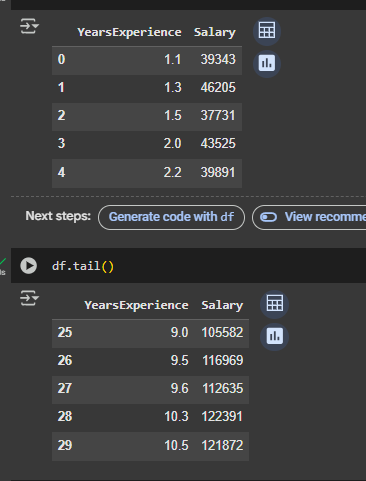 YearsExperience Salary
0 1.1 39343
1 1.3 46205
2 1.5 37731
3 2.0 43525
4 2.2 39891
Next steps: Generate code with df View recomme
df.tail()
YearsExperience Salary
25 9.0 105582
26 9.5 116969
27 9.6 112635
28 10.3 122391
29 10.5 121872